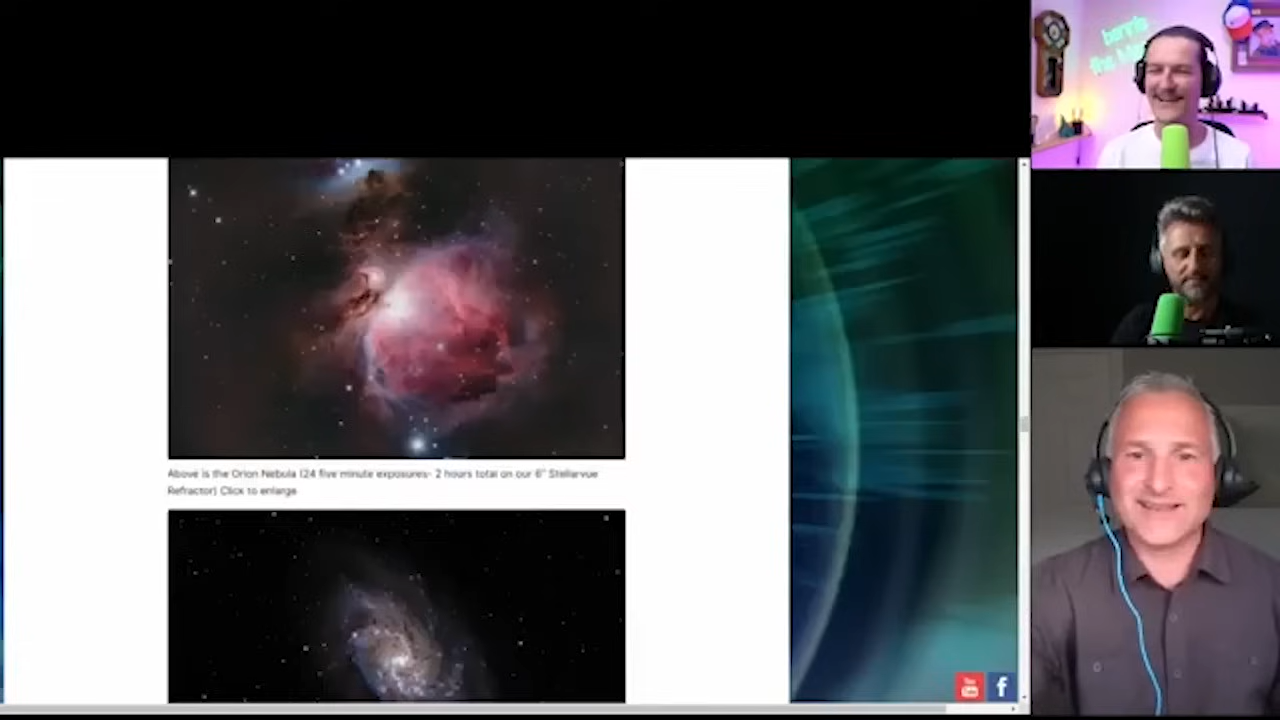 Above is the Orion Nebula (24 five minute exposures- 2 hours total on our 6" Stellarvue
Refractor) Click to enlarge
You
f